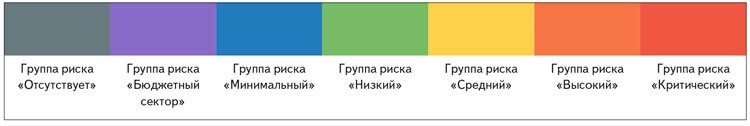 Группа риска
«Отсутствует»
Группа риска
«Бюджетный
сектор»
Группа риска
«Минимальный»
Группа риска
«Низкий»
Группа риска
«Средний»
Группа риска
«Высокий»
Группа риска
«Критический»